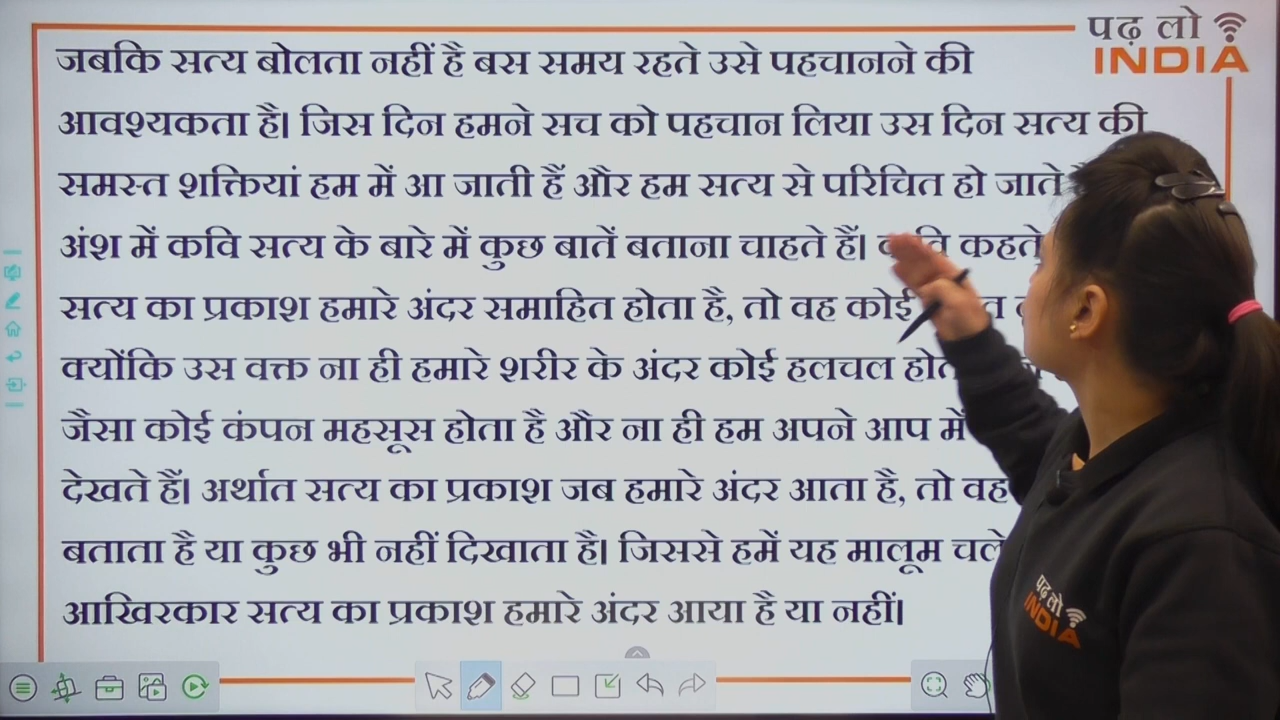 पढ़ लो
INDIA
जबकि सत्य बोलता नहीं है बस समय रहते उसे पहचानने की
आवश्यकता है। जिस दिन हमने सच को पहचान लिया उस दिन सत्य की
समस्त शक्तियां हम में आ जाती हैं और हम सत्य से परिचित हो जाते
अंश में कवि सत्य के बारे में कुछ बातें बताना चाहते हैं। कहते
सत्य का प्रकाश हमारे अंदर समाहित होता है, तो वह कोई
क्योंकि उस वक्त ना ही हमारे शरीर के अंदर कोई हलचल
जैसा कोई कंपन महसूस होता है और ना ही हम अपने आप में
देखते हैं। अर्थात सत्य का प्रकाश जब हमारे अंदर आता है, तो वह
बताता है या कुछ भी नहीं दिखाता है। जिससे हमें यह मालूम चले
आखिरकार सत्य का प्रकाश हमारे अंदर आया है या नहीं।
पढ़ लो
INDIA